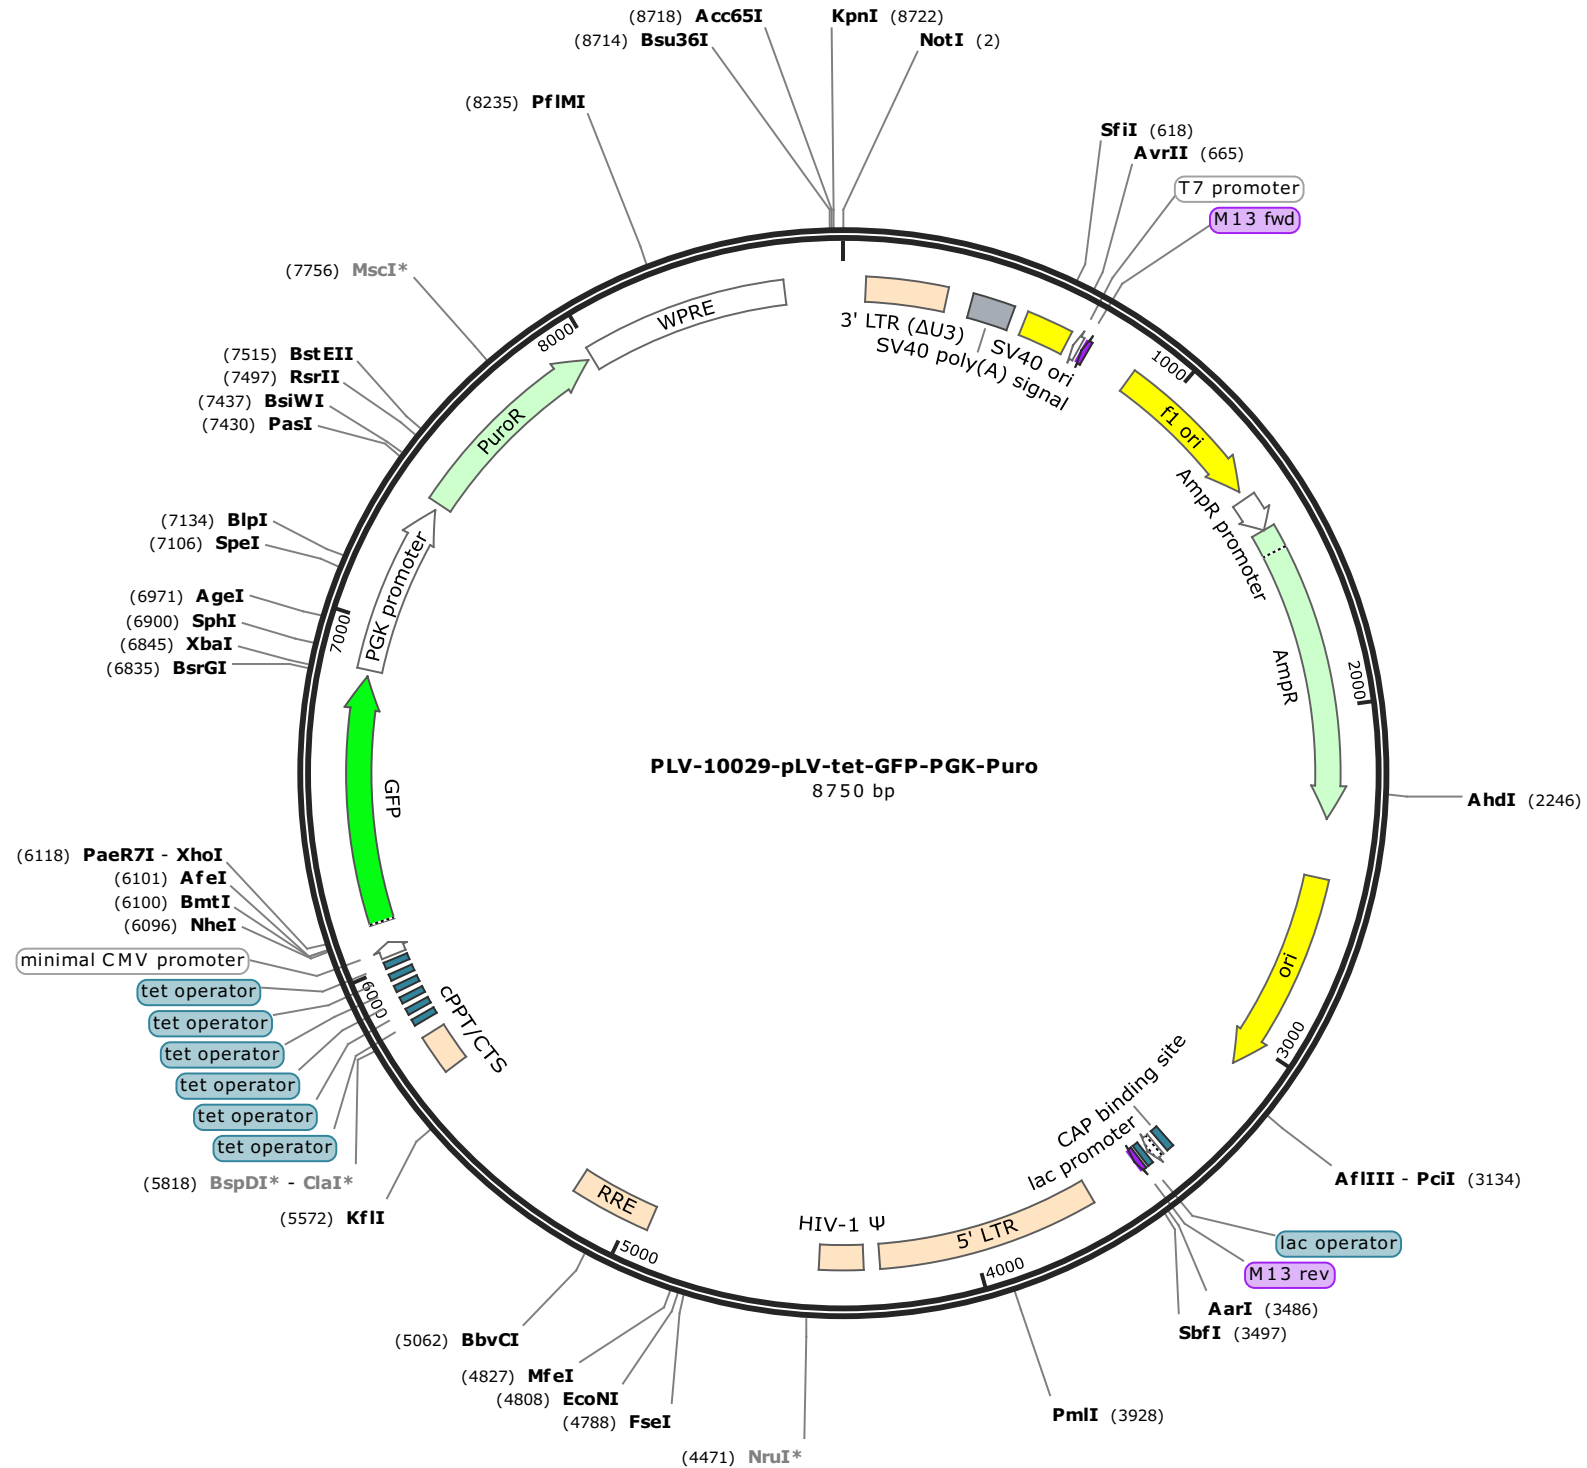 (8718) Acc65I
KpnI (8722)
(8714) Bsu36I
NotI (2)
(8235) PflMI
SfiI (618)
AvrII (665)
T7 promoter
M13 fwd
(7756) MscI*
(7515) BstEII
(7497) RsrII
(7437) BsiWI
(7430) PasI
(7134) BlpI
(7106) SpeI
(6971) AgeI
(6900) SphI
(6845) XbaI
(6835) BsrGI
(6118) PaeR7I - XhoI
(6101) AfeI
(6100) BmtI
(6096) NheI
minimal CMV promoter
tet operator
tet operator
tet operator
tet operator
tet operator
tet operator
(5818) BspDI* - ClaI*
(5572) KflI
(5062) BbvCI
(4827) MfeI
(4808) EcoNI
(4788) FseI
(4471) NruI*
PmlI (3928)
SbfI (3497)
AarI (3486)
M13 rev
lac operator
AflIII - PciI (3134)
AhdI (2246)
3' LTR (ΔU3)
SV40 poly(A) signal
SV40 ori
1000
f1 ori
AmpR promoter
AmpR
2000
ori
3000
CAP binding site
lac promoter
5' LTR
4000
HIV-1 Ψ
RRE
5000
cPPT/CTS
6000
GFP
7000
PGK promoter
PuroR
8000
WPRE
PLV-10029-pLV-tet-GFP-PGK-Puro
8750 bp